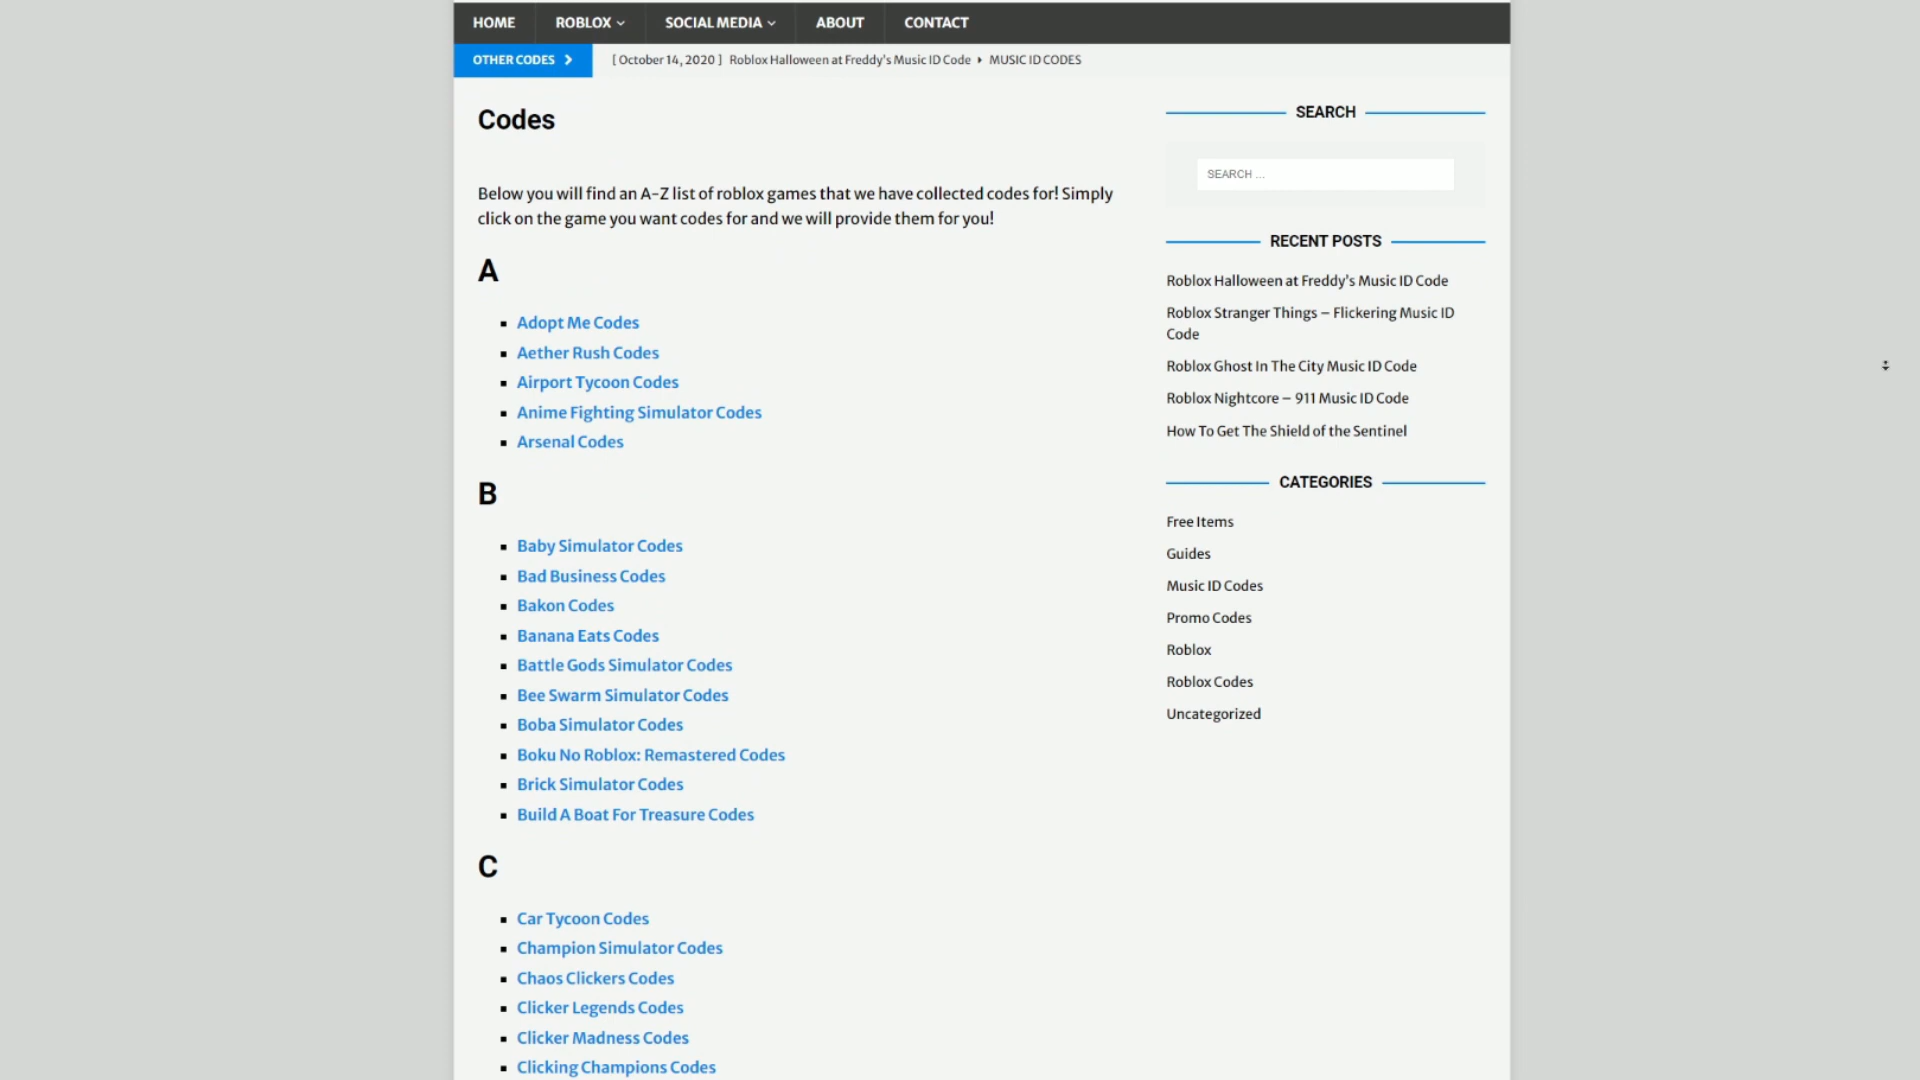 HOME ROBLOX SOCIAL MEDIA ABOUT CONTACT
OTHER CODES [ October 14, 2020 ] Roblox Halloween at Freddy's Music ID Code MUSIC ID CODES
Codes
Below you will find an A-Z list of roblox games that we have collected codes for! Simply
click on the game you want codes for and we will provide them for you!
A
Adopt Me Codes
Aether Rush Codes
Airport Tycoon Codes
Anime Fighting Simulator Codes
Arsenal Codes
B
Baby Simulator Codes
Bad Business Codes
Bakon Codes
Banana Eats Codes
Battle Gods Simulator Codes
Bee Swarm Simulator Codes
Boba Simulator Codes
Boku No Roblox: Remastered Codes
Brick Simulator Codes
Build A Boat For Treasure Codes
C
Car Tycoon Codes
Champion Simulator Codes
Chaos Clickers Codes
Clicker Legends Codes
Clicker Madness Codes
Clicking Champions Codes
SEARCH
SEARCH ...
RECENT POSTS
Roblox Halloween at Freddy's Music ID Code
Roblox Stranger Things – Flickering Music ID
Code
Roblox Ghost In The City Music ID Code
Roblox Nightcore – 911 Music ID Code
How To Get The Shield of the Sentinel
CATEGORIES
Free Items
Guides
Music ID Codes
Promo Codes
Roblox
Roblox Codes
Uncategorized